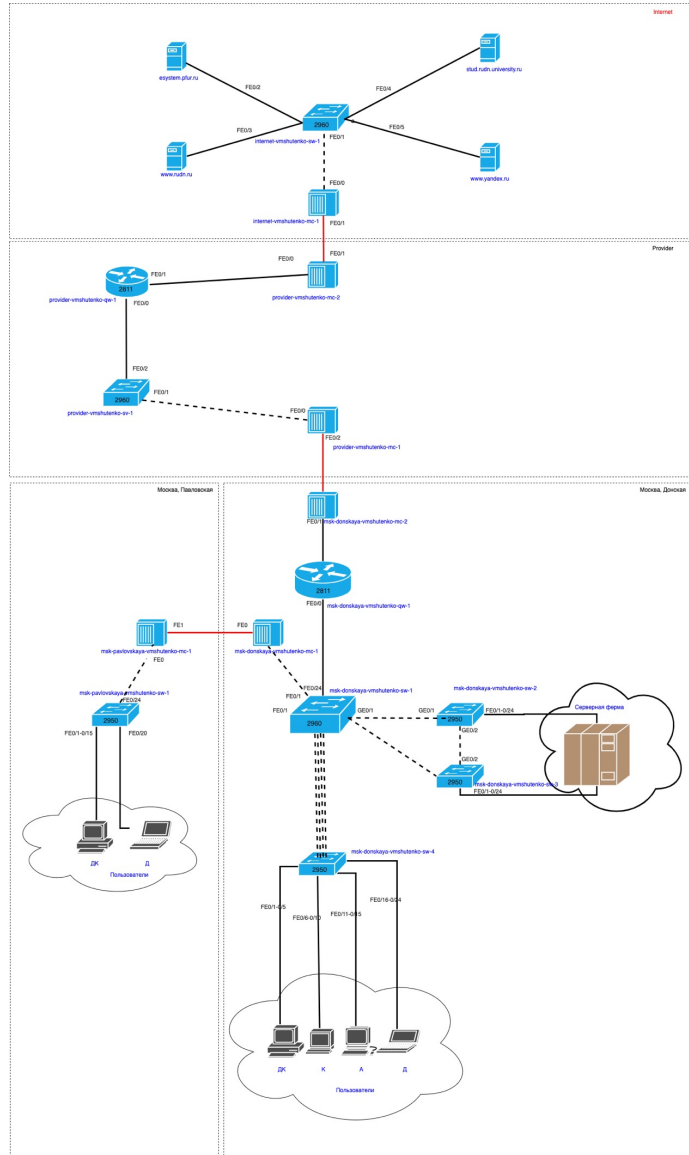 Internet
esystem.pfur.ru
stud.rudn.university.ru
FE0/2
FE0/4
2960
FE0/3
FE0/1
FE0/5
internet-vmshutenko-sw-1
www.rudn.ru
www.yandex.ru
FE0/0
internet-vmshutenko-mc-1
FE0/1
Provider
FE0/1
FE0/0
FE0/1
2811
provider-vmshutenko-qw-1
FE0/0
provider-vmshutenko-mc-2
FE0/2
FE0/1
2960
provider-vmshutenko-sv-1
FE0/0
FE0/2
provider-vmshutenko-mc-1
Москва, Павловская
Москва, Донская
FE0/1
msk-donskaya-vmshutenko-mc-2
2811
FE0/0
msk-donskaya-vmshutenko-qw-1
FE1
FE0
msk-pavlovskaya-vmshutenko-mc-1
msk-donskaya-vmshutenko-mc-1
FE0
msk-pavlovskaya-vmshutenko-sw-1
FE0/24
2950
FE0/1-0/15
FE0/20
FE0/24
msk-donskaya-vmshutenko-sw-1
FE0/1
FE0/1
GE0/1
2960
msk-donskaya-vmshutenko-sw-2
GE0/1
2950
FE0/1-0/24
GE0/2
Серверная ферма
GE0/2
2950
msk-donskaya-vmshutenko-sw-3
FE0/1-0/24
ДК
Д
Пользователи
msk-donskaya-vmshutenko-sw-4
2950
FE0/1-0/5
FE0/6-0/10
FE0/11-0/15
FE0/16-0/24
?
ДК
К
А
Д
Пользователи